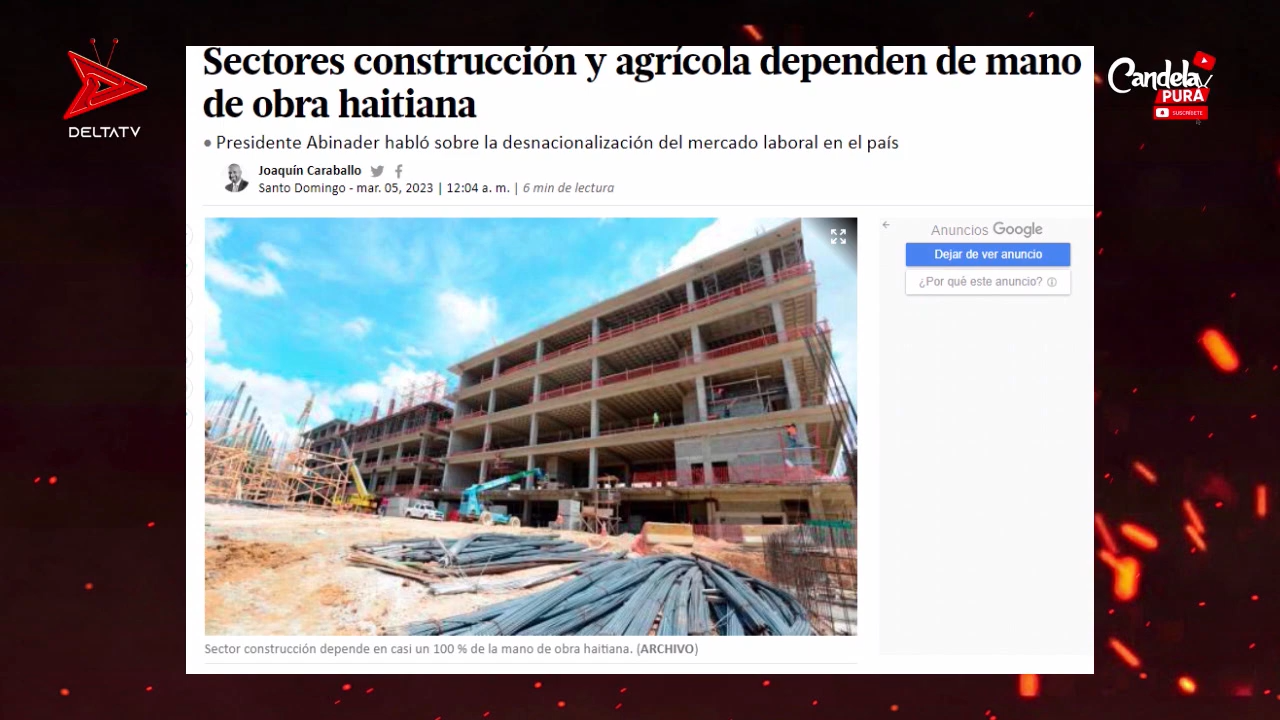 Sectores construcción y agrícola dependen de mano
de obra haitiana
• Presidente Abinader habló sobre la desnacionalización del mercado laboral en el país
Joaquín Caraballo
Santo Domingo - mar. 05, 2023 | 12:04 a. m. | 6 min de lectura
DELTATV
Candela
PURA
SUSCRÍBETE
Anuncios Google
Dejar de ver anuncio
¿Por qué este anuncio?
Sector construcción depende en casi un 100 % de la mano de obra haitiana. (ARCHIVO)